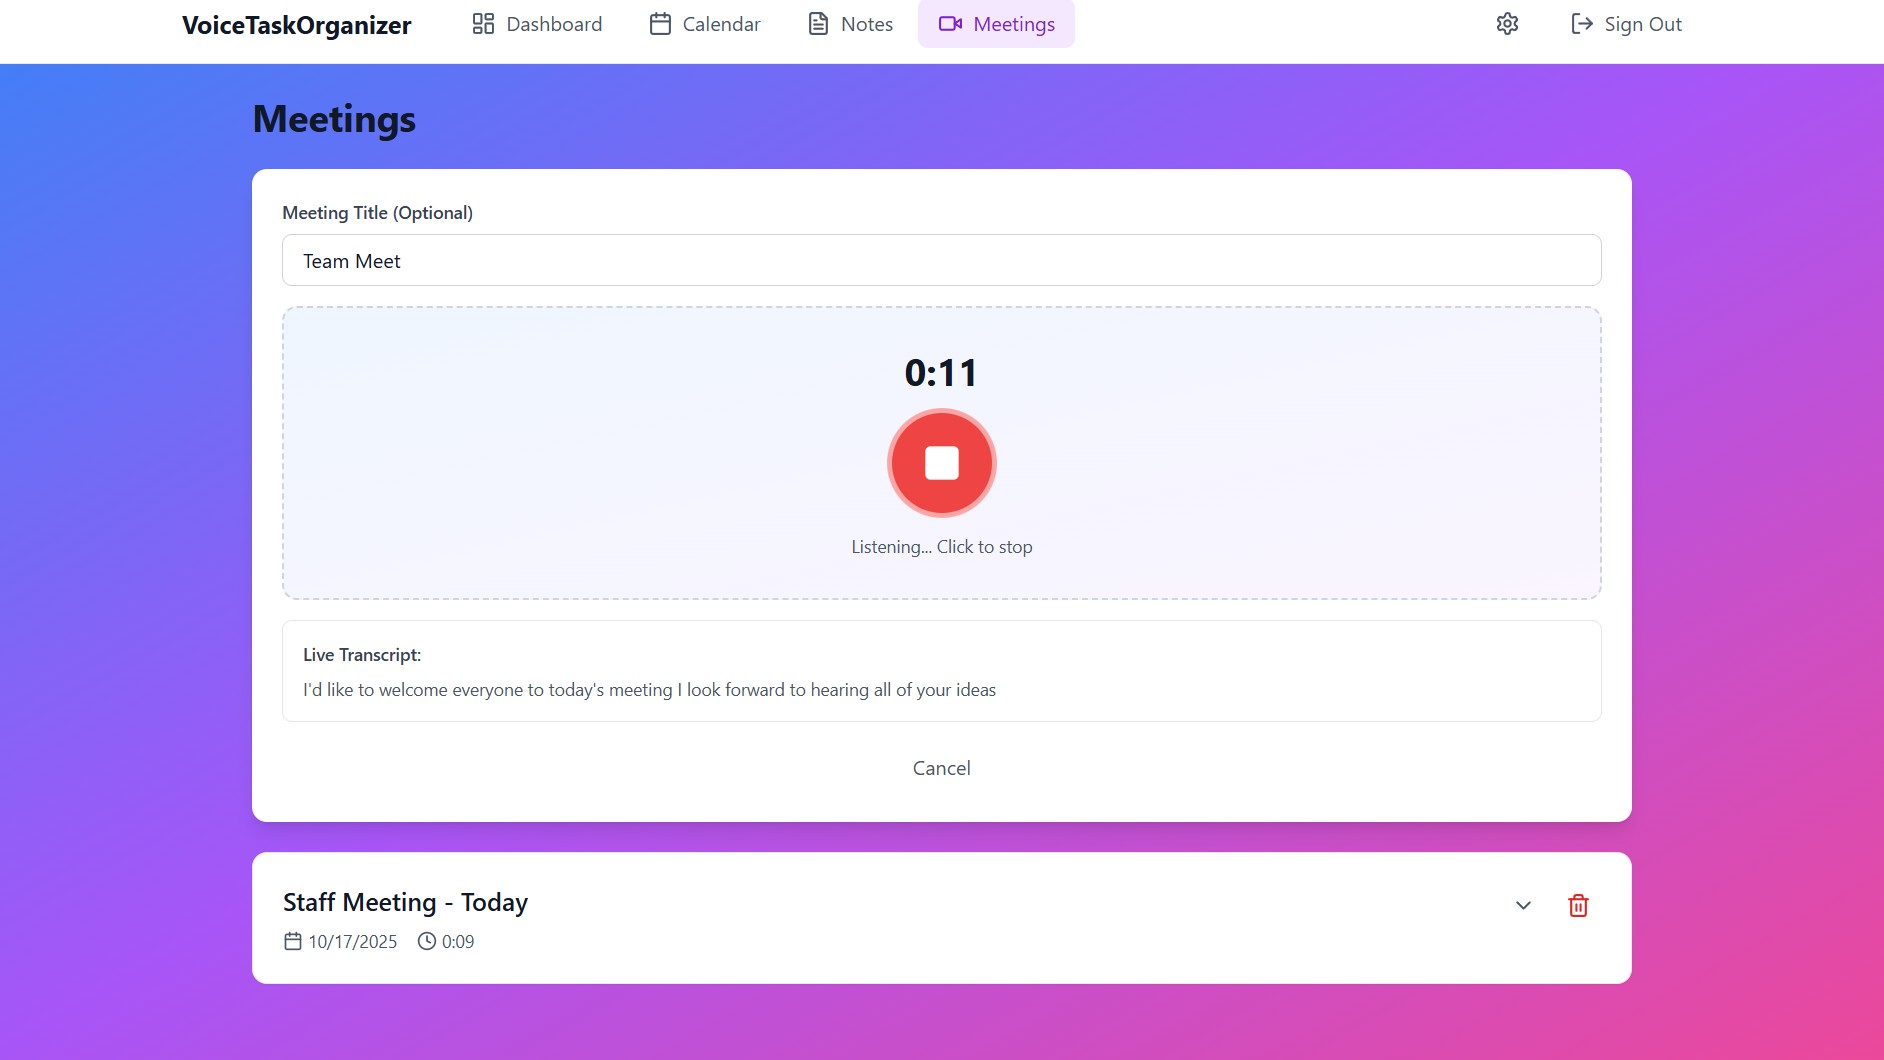 VoiceTaskOrganizer Dashboard Calendar Notes Meetings Sign Out
Meetings
Meeting Title (Optional)
Team Meet
0:11
Listening... Click to stop
Live Transcript:
I'd like to welcome everyone to today's meeting I look forward to hearing all of your ideas
Cancel
Staff Meeting - Today
10/17/2025 0:09